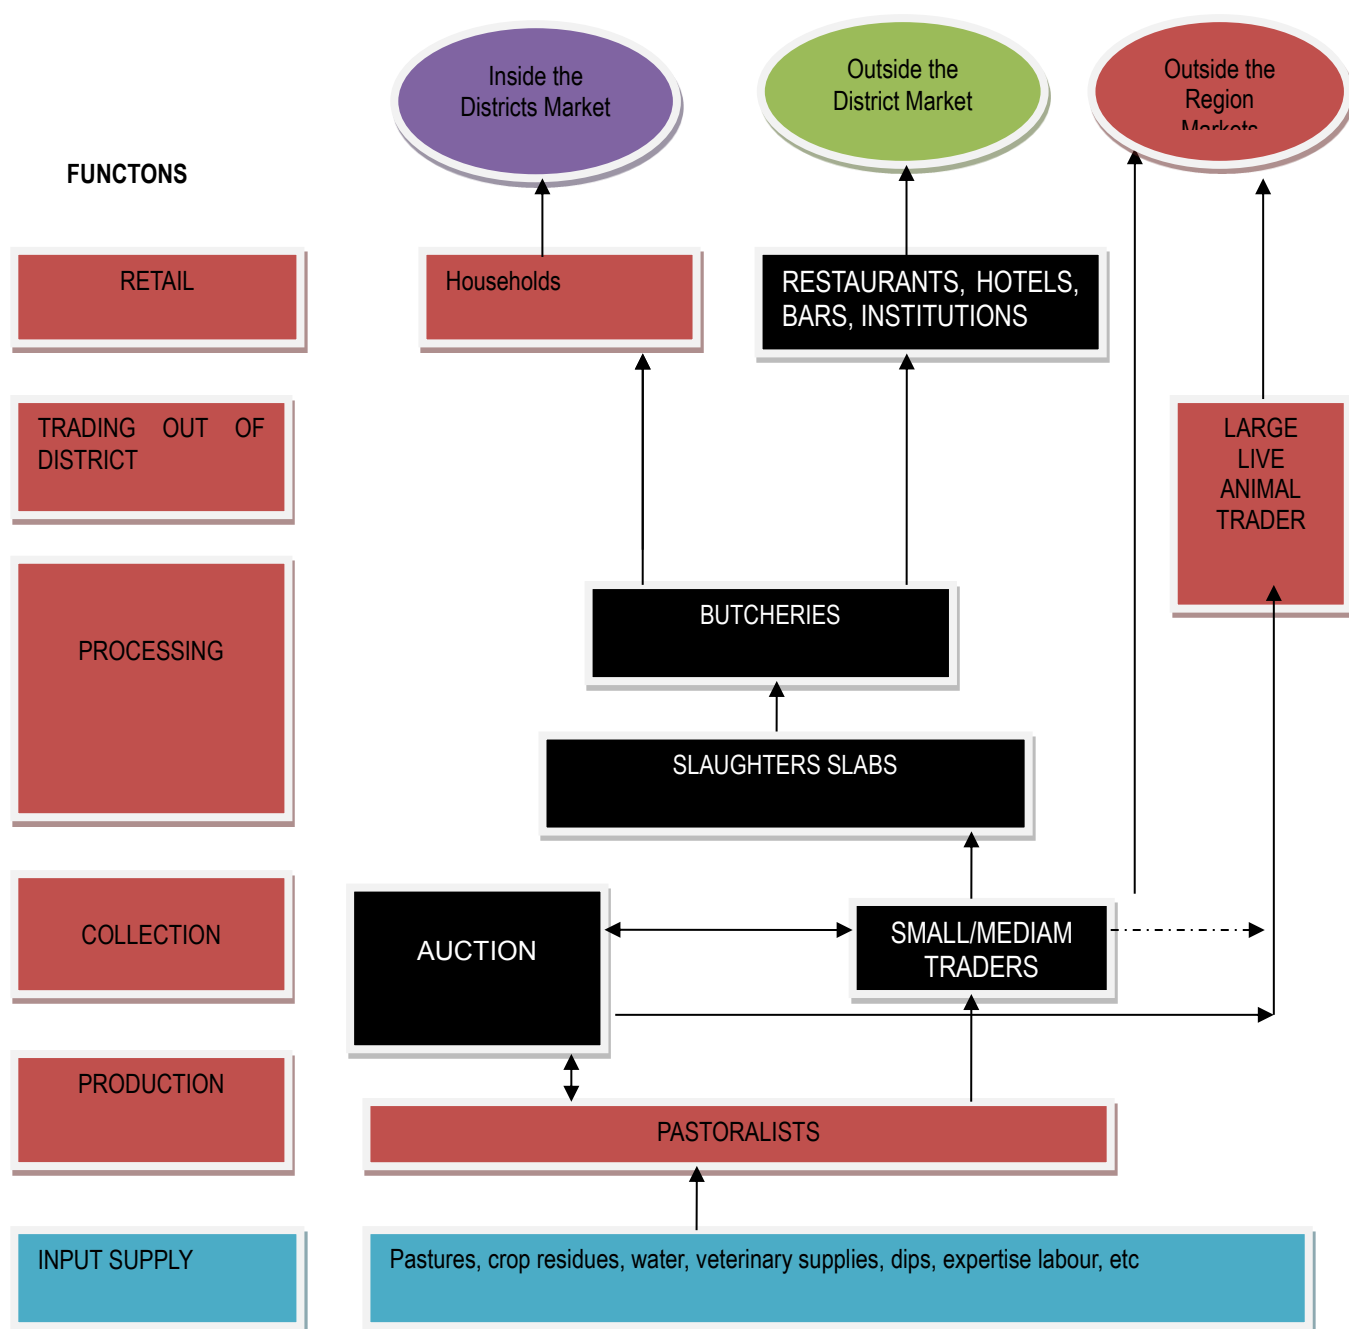 Inside the
Districts Market
Outside the
District Market
Outside the
Region
Markets
FUNCTONS
RETAIL
Households
RESTAURANTS, HOTELS,
BARS, INSTITUTIONS
TRADING OUT OF
DISTRICT
LARGE
LIVE
ANIMAL
TRADER
PROCESSING
BUTCHERIES
SLAUGHTERS SLABS
COLLECTION
AUCTION
SMALL/MEDIAM
TRADERS
PRODUCTION
PASTORALISTS
INPUT SUPPLY
Pastures, crop residues, water, veterinary supplies, dips, expertise labour, etc